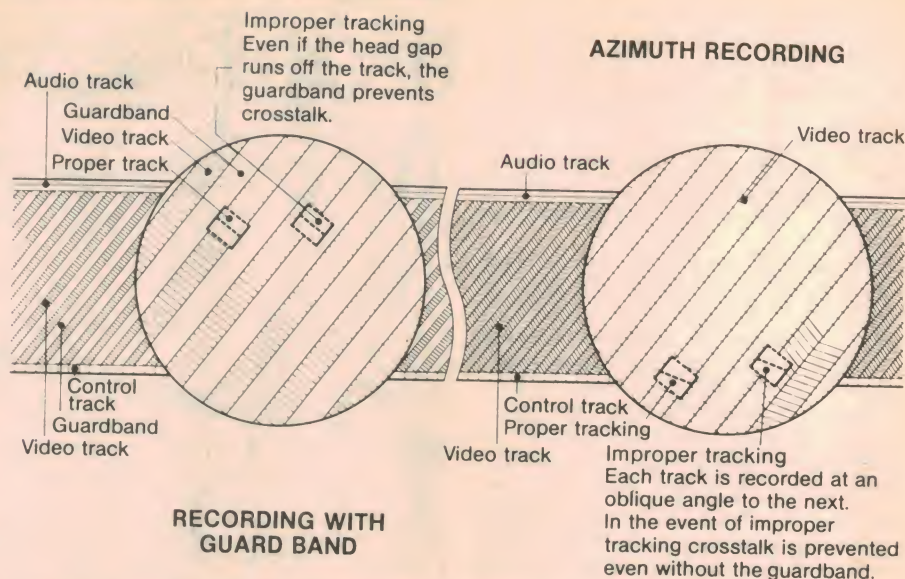 Improper tracking
Even if the head gap
runs off the track, the
guardband prevents
crosstalk.
Audio track
Guardband
Video track
Proper track
Control
track
Guardband
Video track
RECORDING WITH
GUARD BAND
AZIMUTH RECORDING
Video track
Audio track
Control track
Proper tracking
Video track
Improper tracking
Each track is recorded at an
oblique angle to the next.
In the event of improper
tracking crosstalk is prevented
even without the guardband.